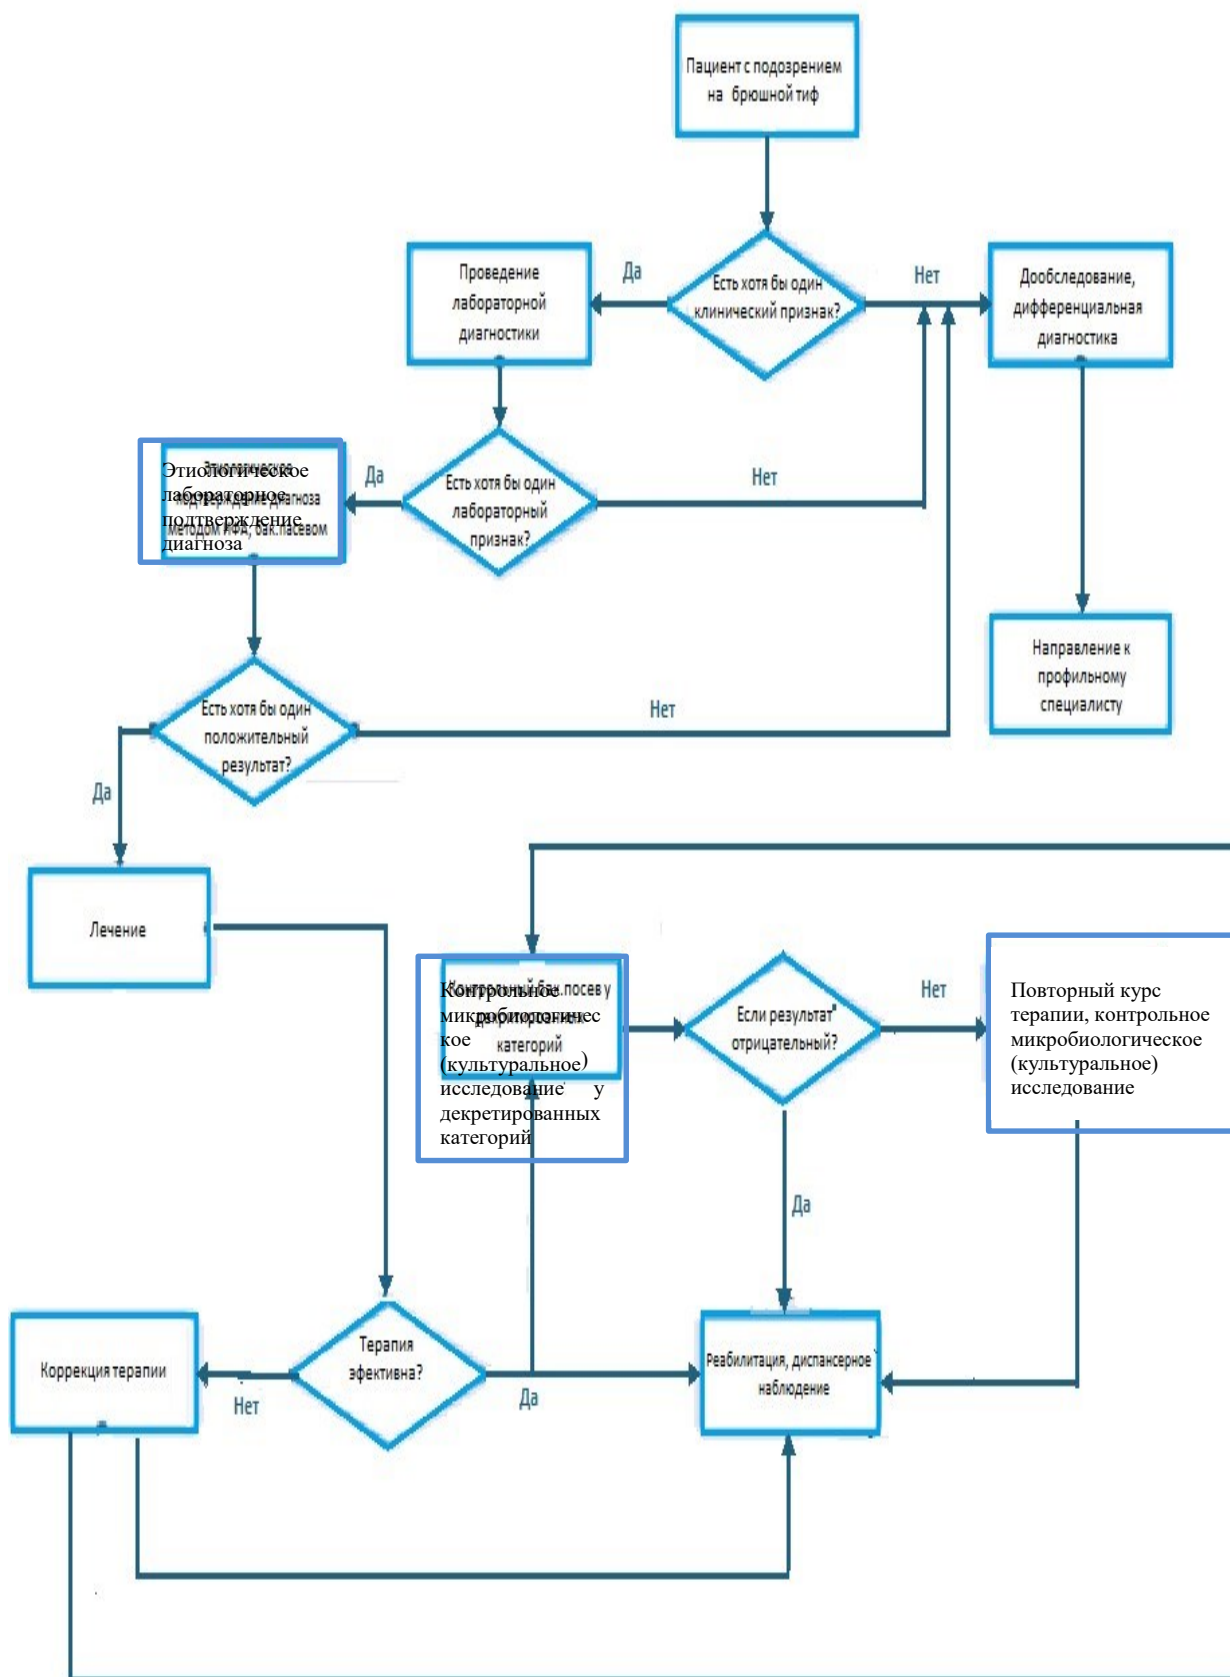 Пациент с подозрением
на брюшной тиф
Есть хотя бы один
клинический признак?
Да
Нет
Проведение
лабораторной
диагностики
Дообследование,
дифференциальная
диагностика
Есть хотя бы один
лабораторный
признак?
Да
Нет
Этиологическое
лабораторное
подтверждение
диагноза
Направление к
профильному
специалисту
Есть хотя бы один
положительный
результат?
Нет
Да
Лечение
Контрольное
микробиологичес
кое
(культуральное)
исследование у
декретированных
категорий
категорий
Если результат
отрицательный?
Нет
Повторный курс
терапии, контрольное
микробиологическое
(культуральное)
исследование
Да
Коррекция терапии
Нет
Терапия
эфективна?
Да
Реабилитация, диспансерное
наблюдение